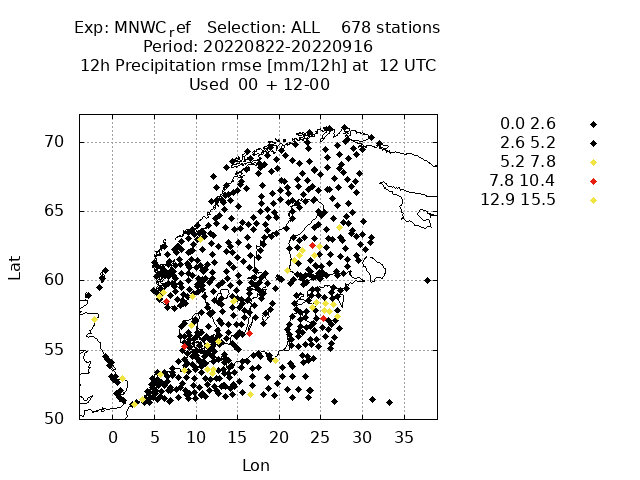 Exp: MNWCref Selection: ALL 678 stations
Period: 20220822-20220916
12h Precipitation rmse [mm/12h] at 12 UTC
Used 00 + 12-00
0.0 2.6
2.6 5.2
5.2 7.8
7.8 10.4
12.9 15.5
70
65
60
55
50
Lat
0 5 10 15 20 25 30 35
Lon